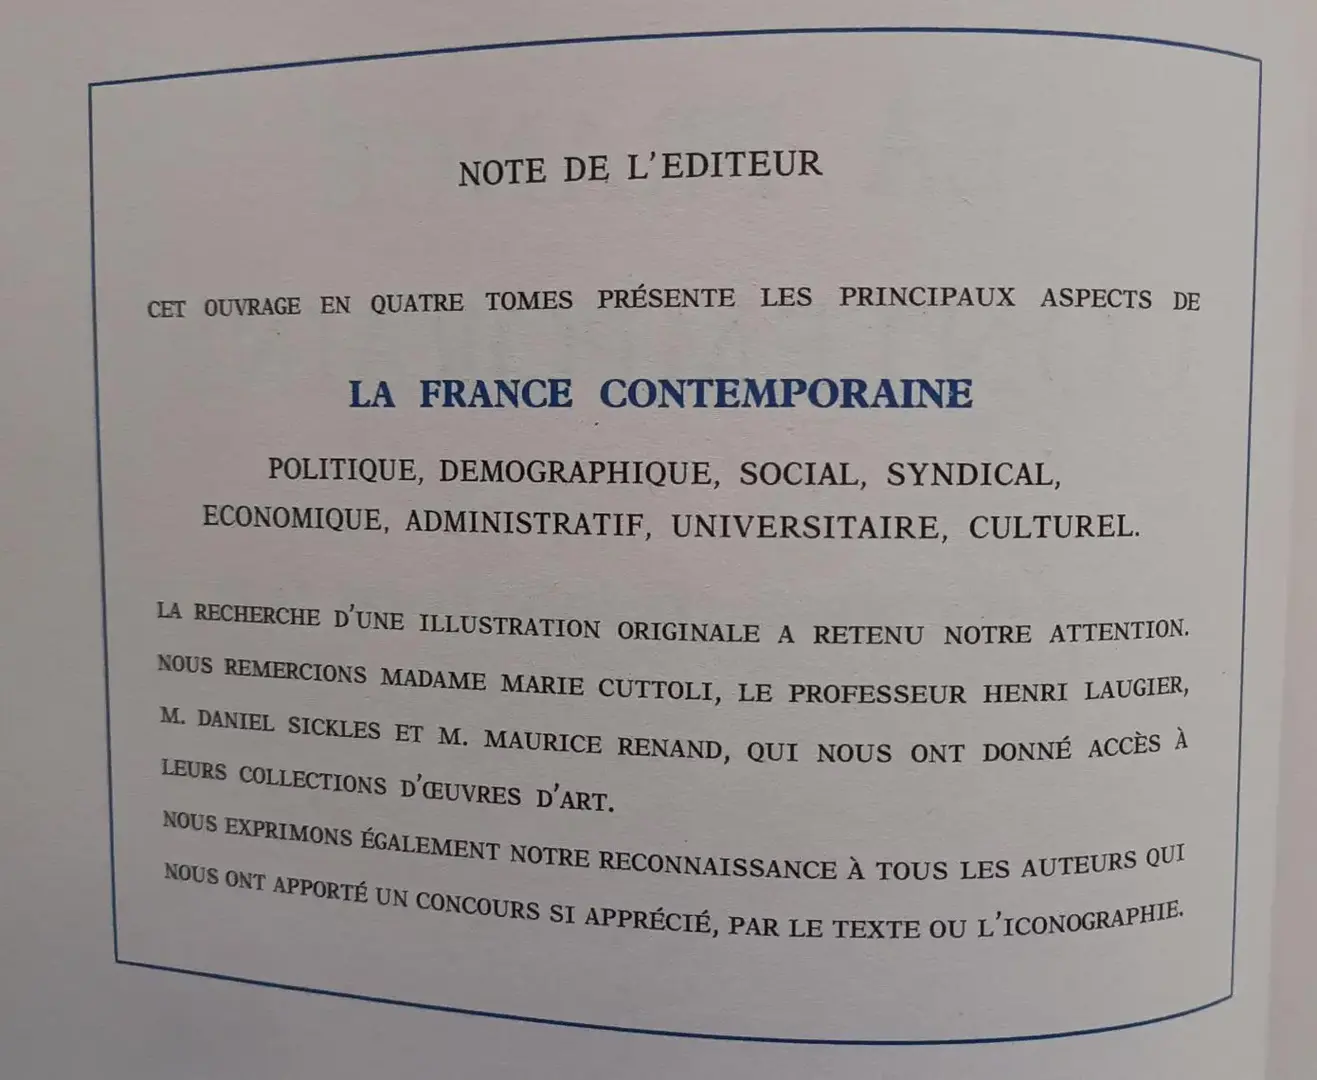 NOTE DE L'EDITEUR
CET OUVRAGE EN QUATRE TOMES PRÉSENTE LES PRINCIPAUX ASPECTS DE
LA FRANCE CONTEMPORAINE
POLITIQUE, DEMOGRAPHIQUE, SOCIAL, SYNDICAL,
ECONOMIQUE, ADMINISTRATIF, UNIVERSITAIRE, CULTUREL.
LA RECHERCHE D'UNE ILLUSTRATION ORIGINALE A RETENU NOTRE ATTENTION.
NOUS REMERCIONS MADAME MARIE CUTTOLI, LE PROFESSEUR HENRI LAUGIER,
M. DANIEL SICKLES ET M. MAURICE RENAND, QUI NOUS ONT DONNÉ ACCÈS À
LEURS COLLECTIONS D'ŒUVRES D'ART.
NOUS EXPRIMONS ÉGALEMENT NOTRE RECONNAISSANCE À TOUS LES AUTEURS QUI
NOUS ONT APPORTÉ UN CONCOURS SI APPRÉCIÉ, PAR LE TEXTE OU L'ICONOGRAPHIE.